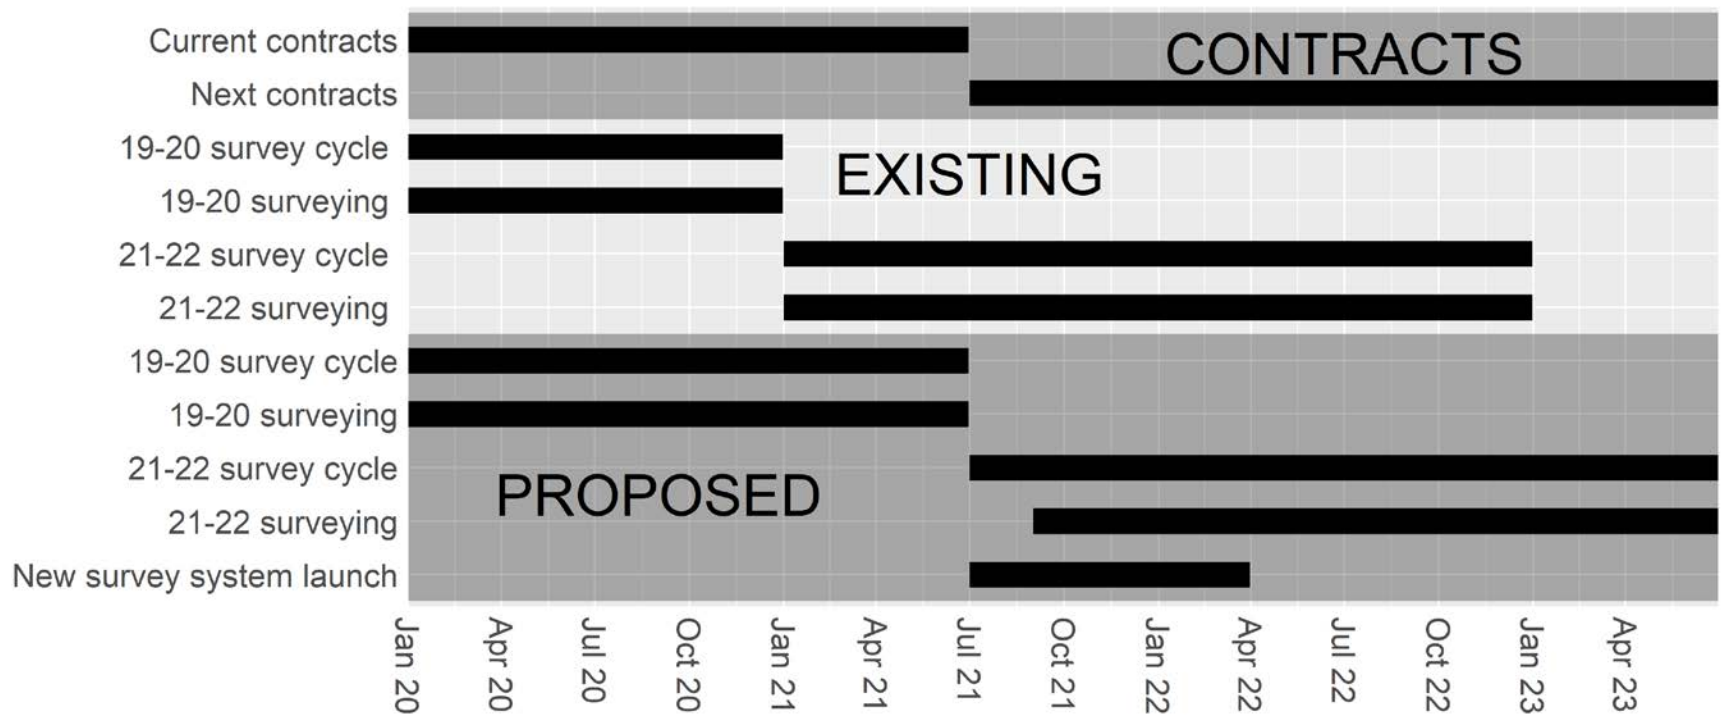 Current contracts
CONTRACTS
Next contracts
19-20 survey cycle
EXISTING
19-20 surveying
21-22 survey cycle
21-22 surveying
19-20 survey cycle
19-20 surveying
21-22 survey cycle
PROPOSED
21-22 surveying
New survey system launch
Jan 20
Apr 20
Jul 20
Oct 20
Jan 21
Apr 21
Jul 21
Oct 21
Jan 22
Apr 22
Jul 22
Oct 22
Jan 23
Apr 23